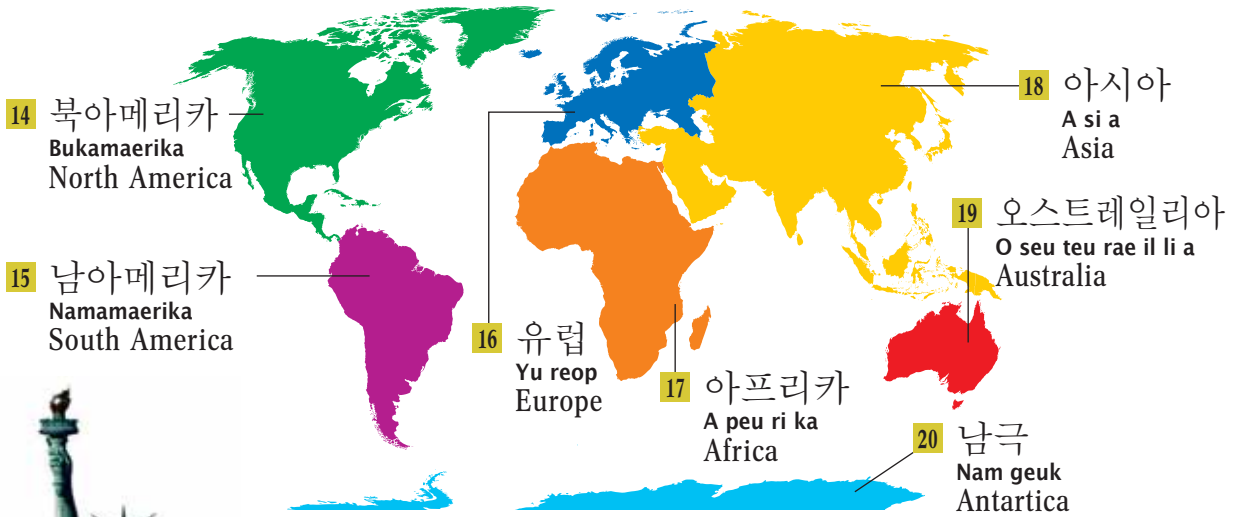 14 북아메리카
Bukamaerika
North America
15 남아메리카
Namamaerika
South America
16 유럽
Yu reop
Europe
17 아프리카
A peu ri ka
Africa
18 아시아
A si a
Asia
19 오스트레일리아
O seu teu rae il li a
Australia
20 남극
Nam geuk
Antartica